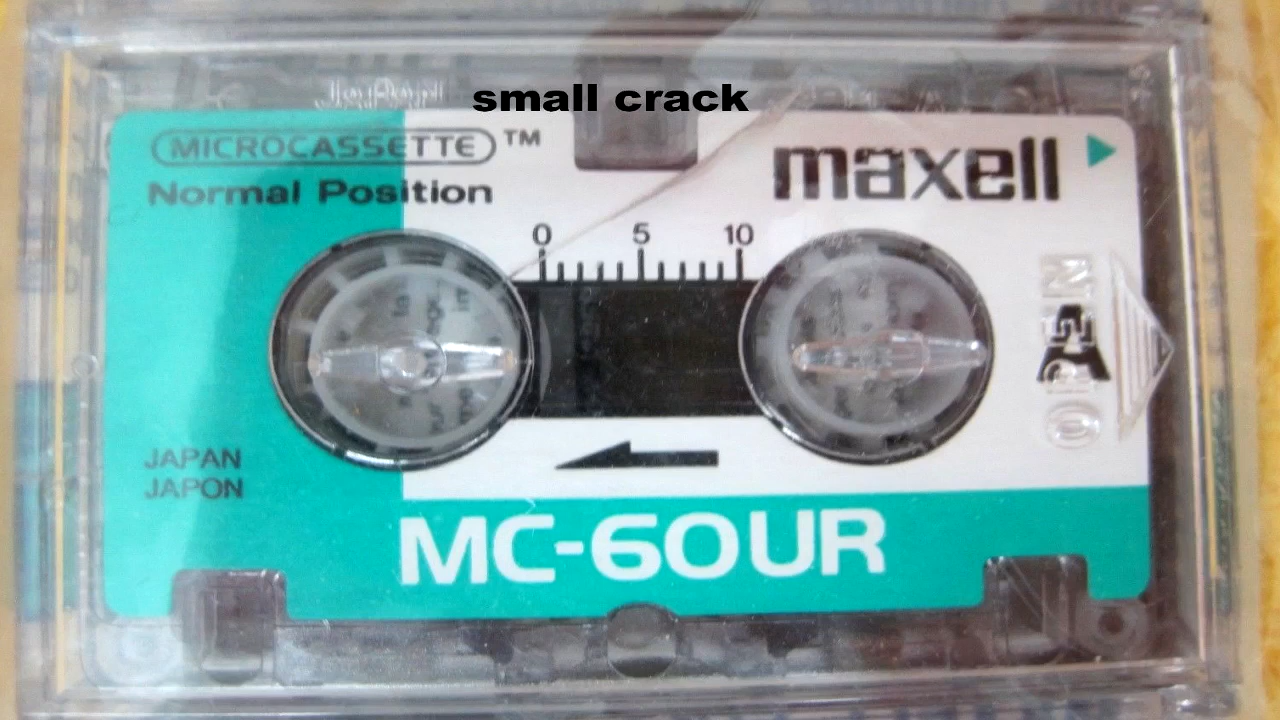 small crack
MICROCASSETTE ™
Normal Position
maxell
0 5 10
OPEN
A
JAPAN
JAPON
MC-60UR